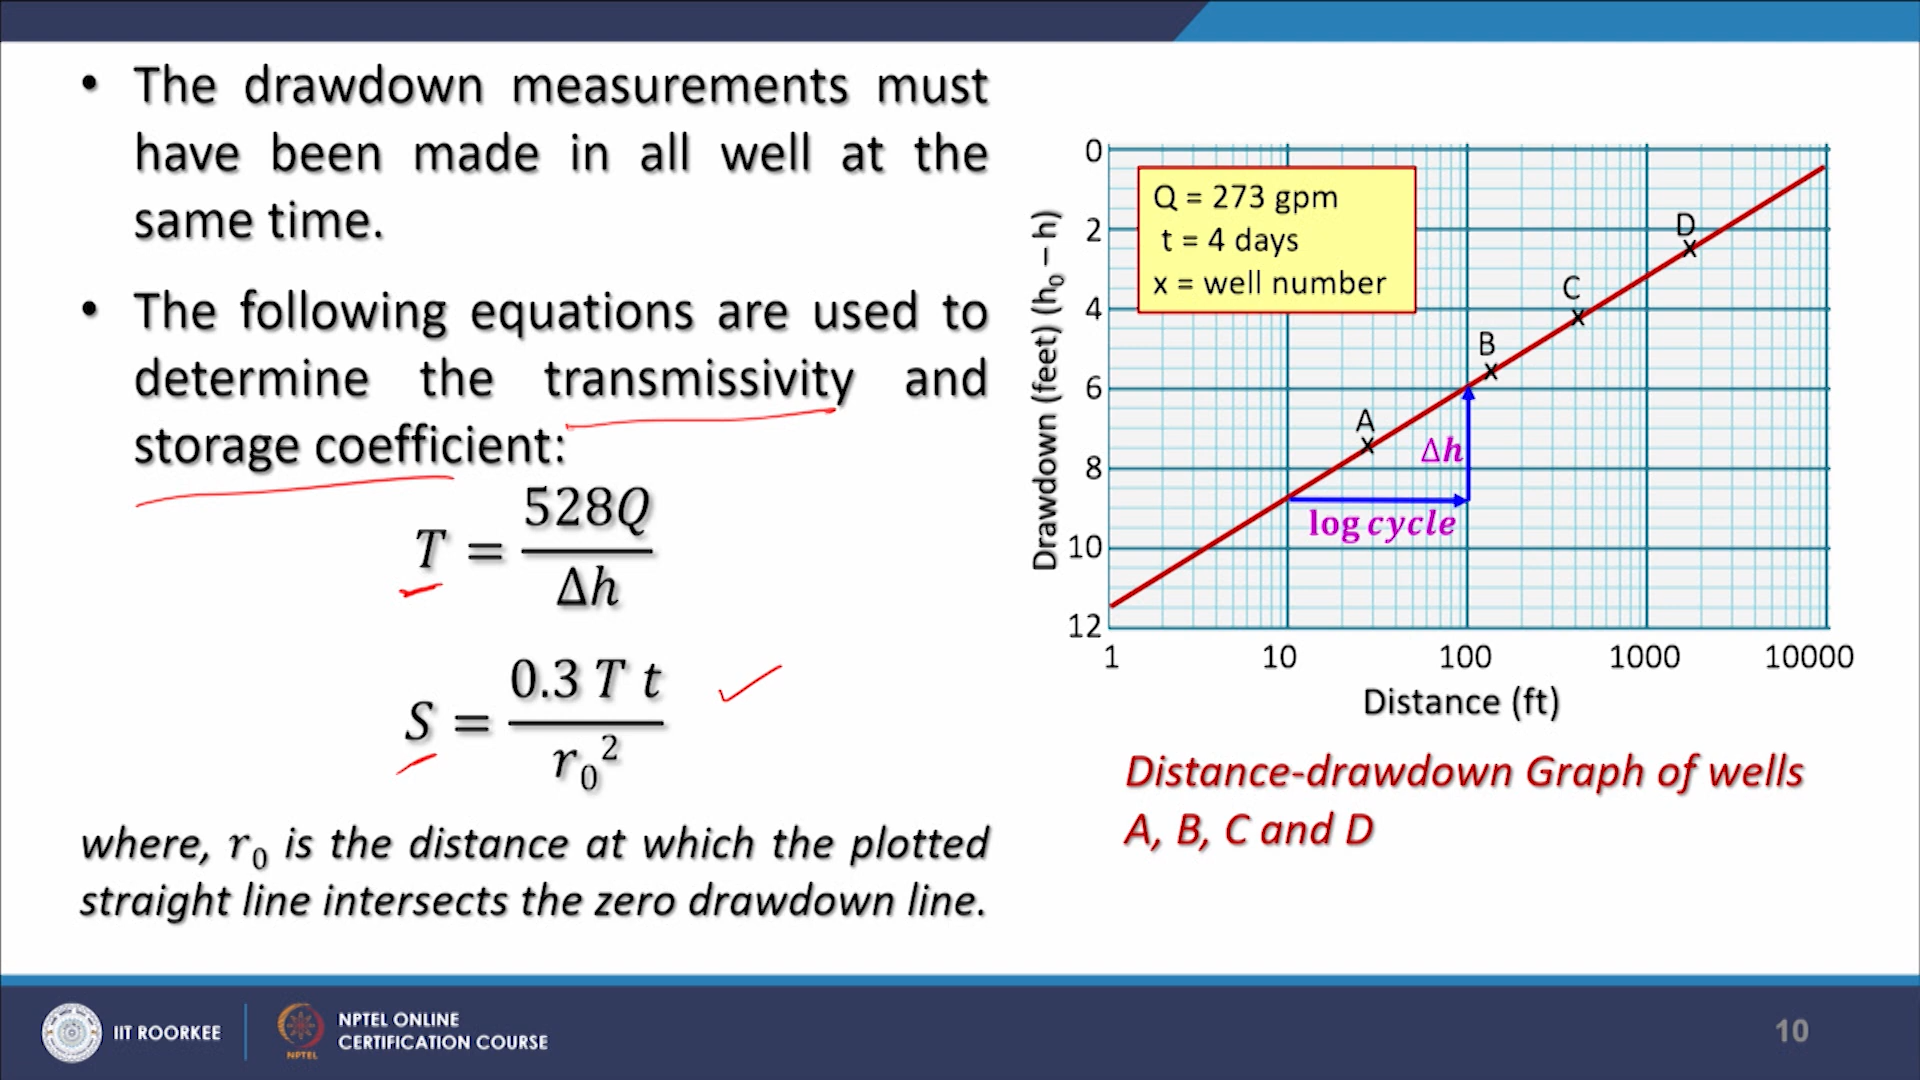 • The drawdown measurements must
have been made in all well at the
same time.
• The following equations are used to
determine the transmissivity and
storage coefficient:
T = 528Q / Δh
S = 0.3 T t / r₀²
where, r₀ is the distance at which the plotted
straight line intersects the zero drawdown line.
Drawdown (feet) (h₀ – h)
0
2
4
6
8
10
12
Q = 273 gpm
t = 4 days
x = well number
A
B
C
D
x
x
x
x
Δh
log cycle
1 10 100 1000 10000
Distance (ft)
Distance-drawdown Graph of wells
A, B, C and D
IIT ROORKEE
NPTEL
NPTEL ONLINE
CERTIFICATION COURSE
10